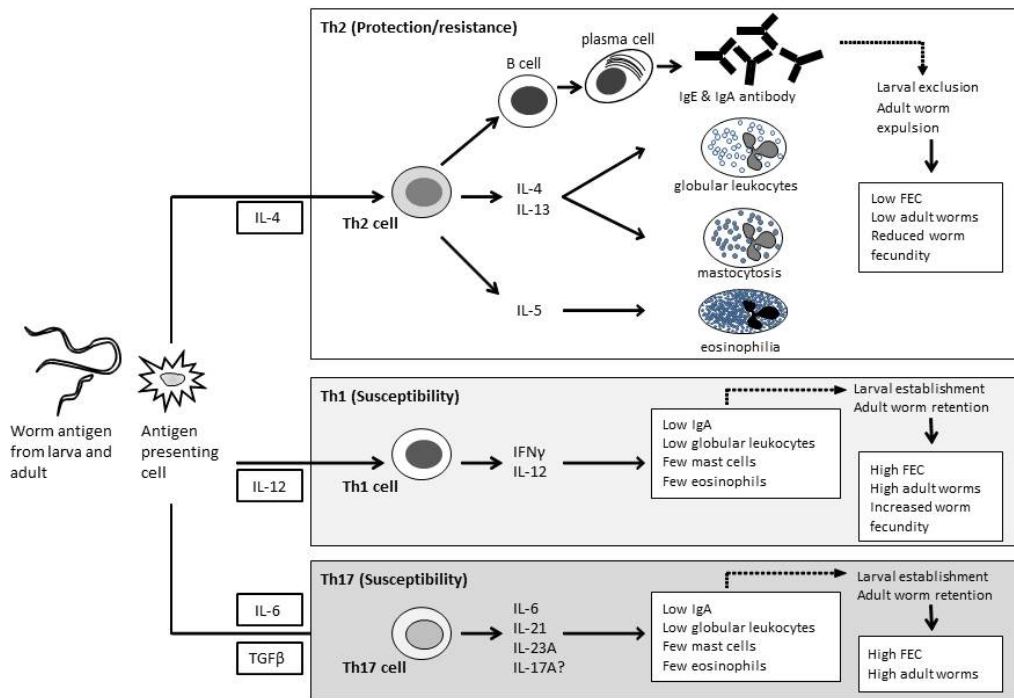 Th2 (Protection/resistance)
B cell
plasma cell
IgE & IgA antibody
Larval exclusion
Adult worm
expulsion
globular leukocytes
IL-4
IL-13
Th2 cell
IL-4
mastocytosis
Low FEC
Low adult worms
Reduced worm
fecundity
IL-5
eosinophilia
Worm antigen
from larva and
adult
Antigen
presenting
cell
Th1 (Susceptibility)
IL-12
Th1 cell
IFNγ
IL-12
Low IgA
Low globular leukocytes
Few mast cells
Few eosinophils
Larval establishment
Adult worm retention
High FEC
High adult worms
Increased worm
fecundity
Th17 (Susceptibility)
IL-6
TGFβ
Th17 cell
IL-6
IL-21
IL-23A
IL-17A?
Low IgA
Low globular leukocytes
Few mast cells
Few eosinophils
Larval establishment
Adult worm retention
High FEC
High adult worms